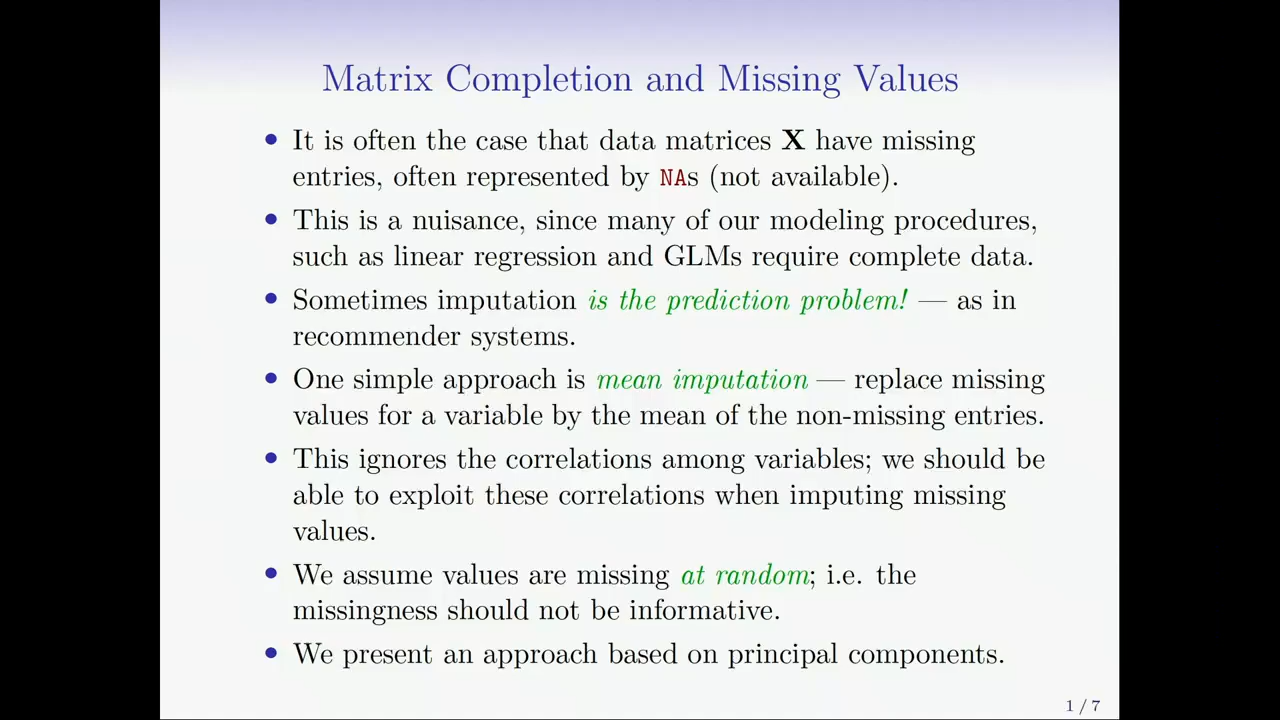 Matrix Completion and Missing Values
• It is often the case that data matrices X have missing
entries, often represented by NAs (not available).
• This is a nuisance, since many of our modeling procedures,
such as linear regression and GLMs require complete data.
• Sometimes imputation is the prediction problem! — as in
recommender systems.
• One simple approach is mean imputation — replace missing
values for a variable by the mean of the non-missing entries.
• This ignores the correlations among variables; we should be
able to exploit these correlations when imputing missing
values.
• We assume values are missing at random; i.e. the
missingness should not be informative.
• We present an approach based on principal components.
1 / 7